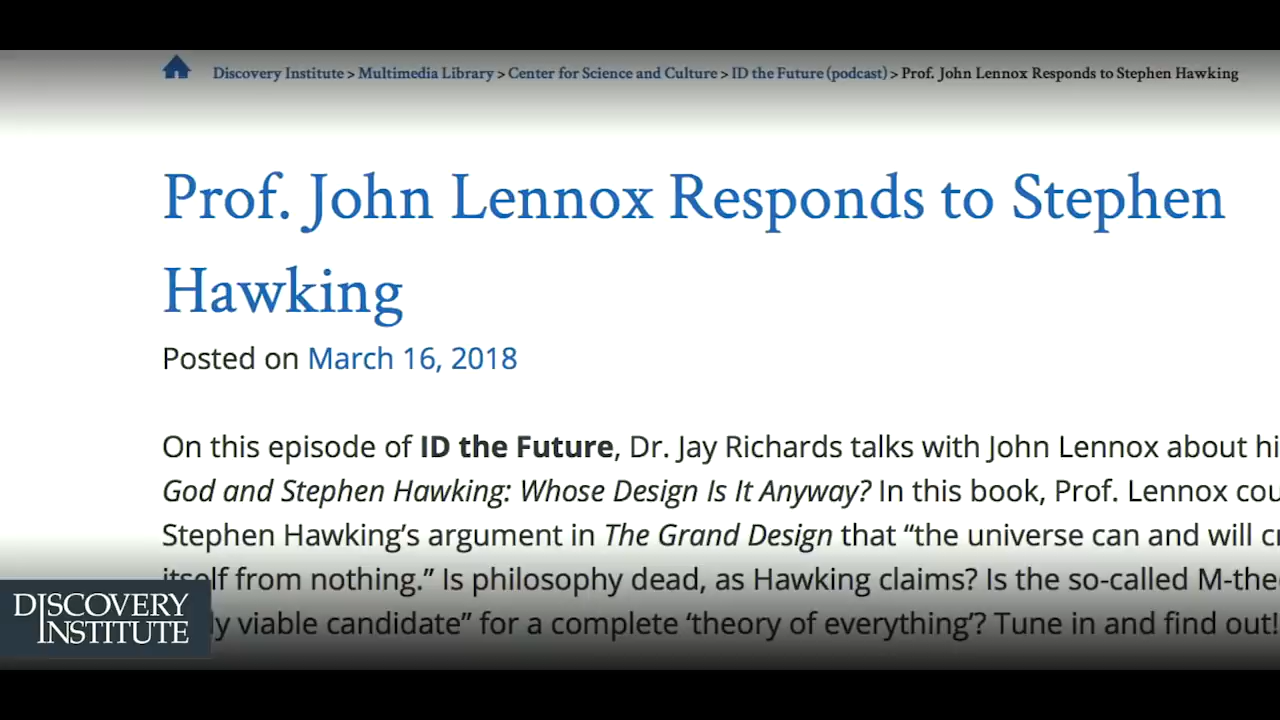 Discovery Institute > Multimedia Library > Center for Science and Culture > ID the Future (podcast) > Prof. John Lennox Responds to Stephen Hawking
Prof. John Lennox Responds to Stephen
Hawking
Posted on March 16, 2018
On this episode of ID the Future, Dr. Jay Richards talks with John Lennox about
God and Stephen Hawking: Whose Design Is It Anyway? In this book, Prof. Lennox
Stephen Hawking’s argument in The Grand Design that “the universe can and will
itself from nothing.” Is philosophy dead, as Hawking claims? Is the so-called
viable candidate” for a complete ‘theory of everything’? Tune in and find out!
DISCOVERY
INSTITUTE